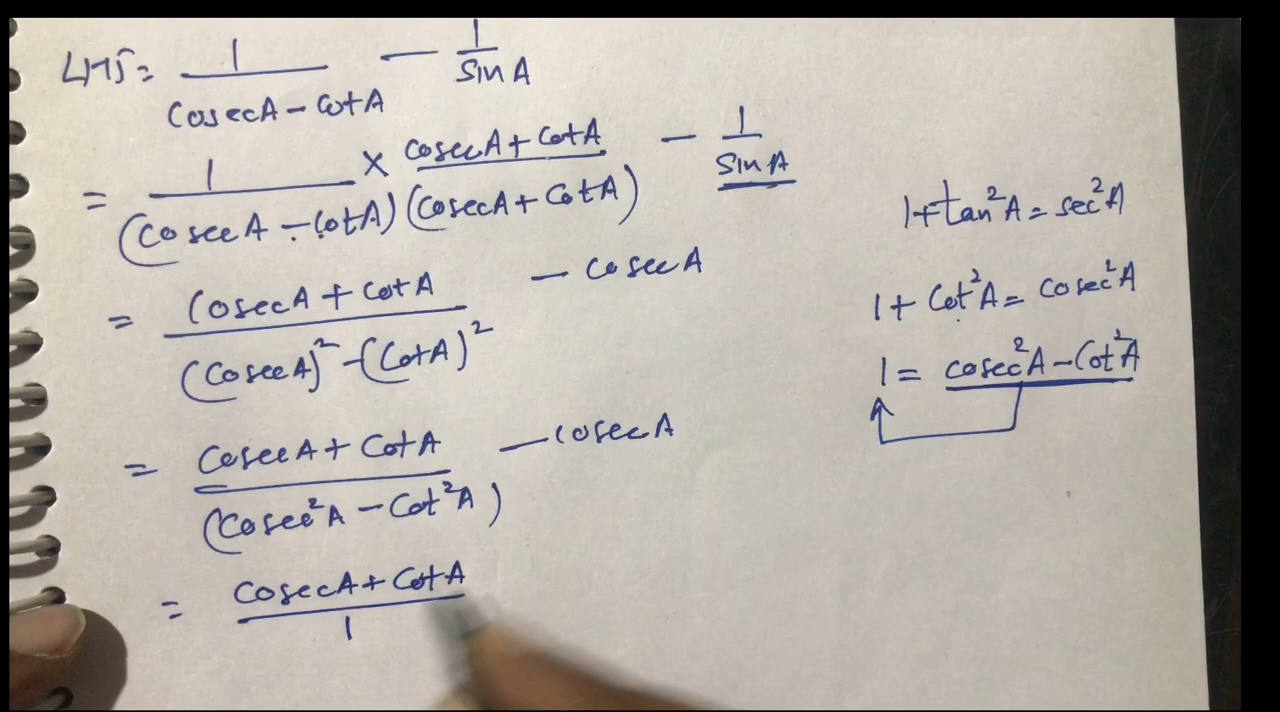 LHS = 1/(CosecA - CotA) - 1/SinA
= 1/(CosecA - CotA) × (CosecA + CotA)/(CosecA + CotA) - 1/SinA
= (CosecA + CotA)/((CosecA)² - (CotA)²) - CosecA
= (CosecA + CotA)/(Cosec²A - Cot²A) - CosecA
= (CosecA + CotA)/1
1 + tan²A = sec²A
1 + Cot²A = Cosec²A
1 = Cosec²A - Cot²A